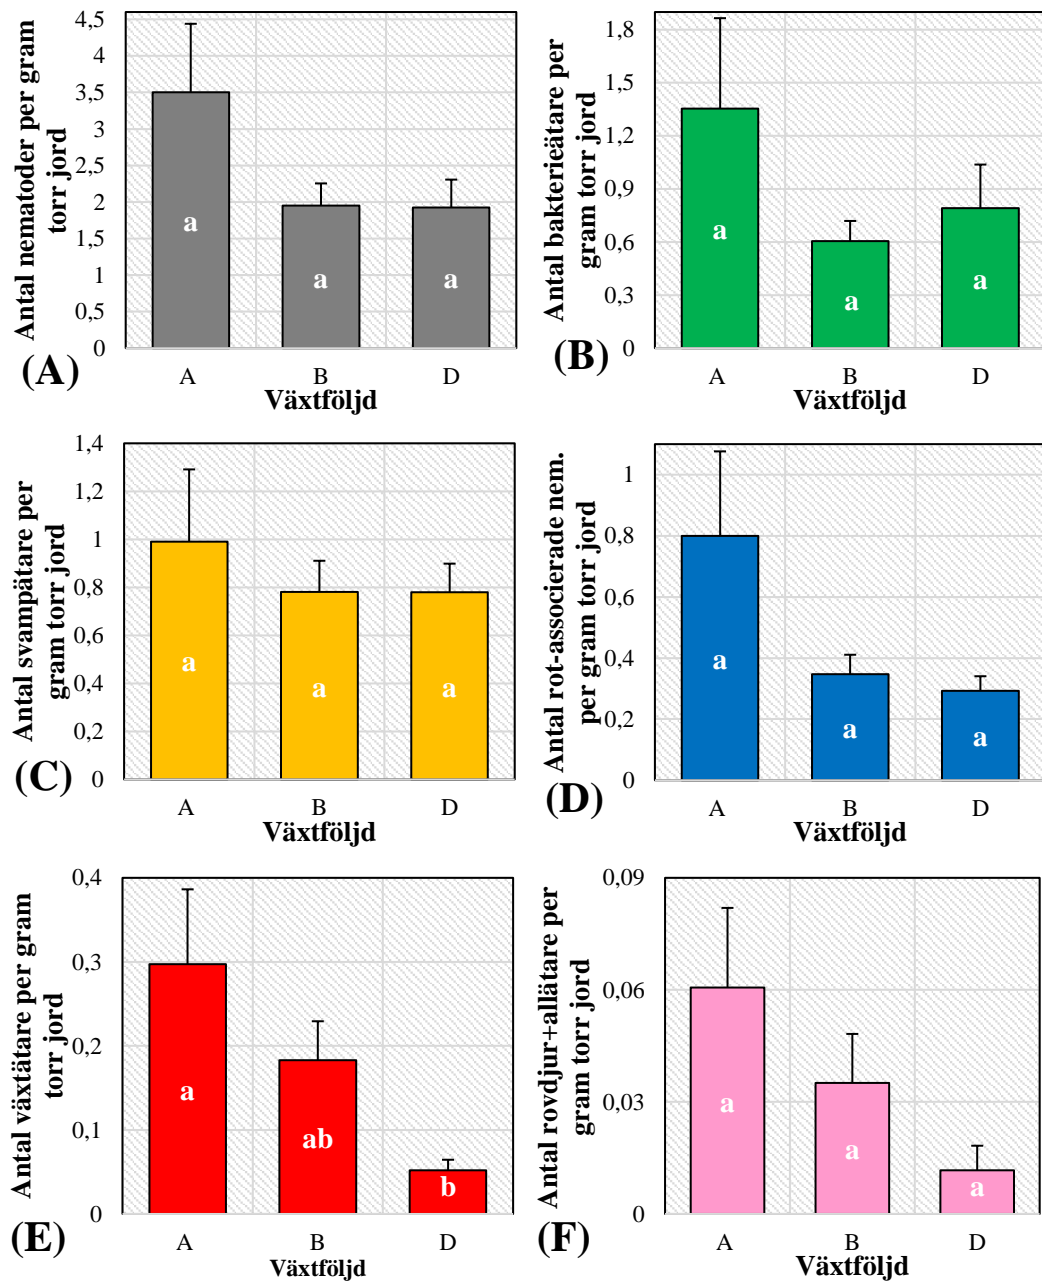 Antal nematoder per gram
torr jord
4,5
4
3,5
3
2,5
2
1,5
1
0,5
0
a
a
a
A
B
D
Växtföljd
(A)
Antal bakterieätare per
gram torr jord
1,8
1,5
1,2
0,9
0,6
0,3
0
a
a
a
A
B
D
Växtföljd
(B)
Antal svampätare per
gram torr jord
1,4
1,2
1
0,8
0,6
0,4
0,2
0
a
a
a
A
B
D
Växtföljd
(C)
Antal rot-associerade nem.
per gram torr jord
1
0,8
0,6
0,4
0,2
0
a
a
a
A
B
D
Växtföljd
(D)
Antal växtätare per gram
torr jord
0,4
0,3
0,2
0,1
0
a
ab
b
A
B
D
Växtföljd
(E)
Antal rovdjur+allätare per
gram torr jord
0,09
0,06
0,03
0
a
a
a
A
B
D
Växtföljd
(F)